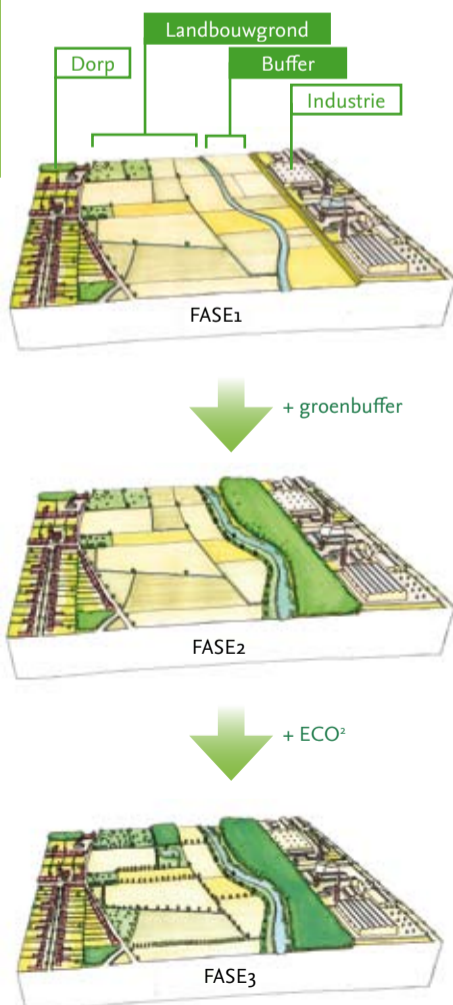 Landbouwgrond
Dorp
Buffer
Industrie
FASE1
+ groenbuffer
FASE2
+ ECO²
FASE3